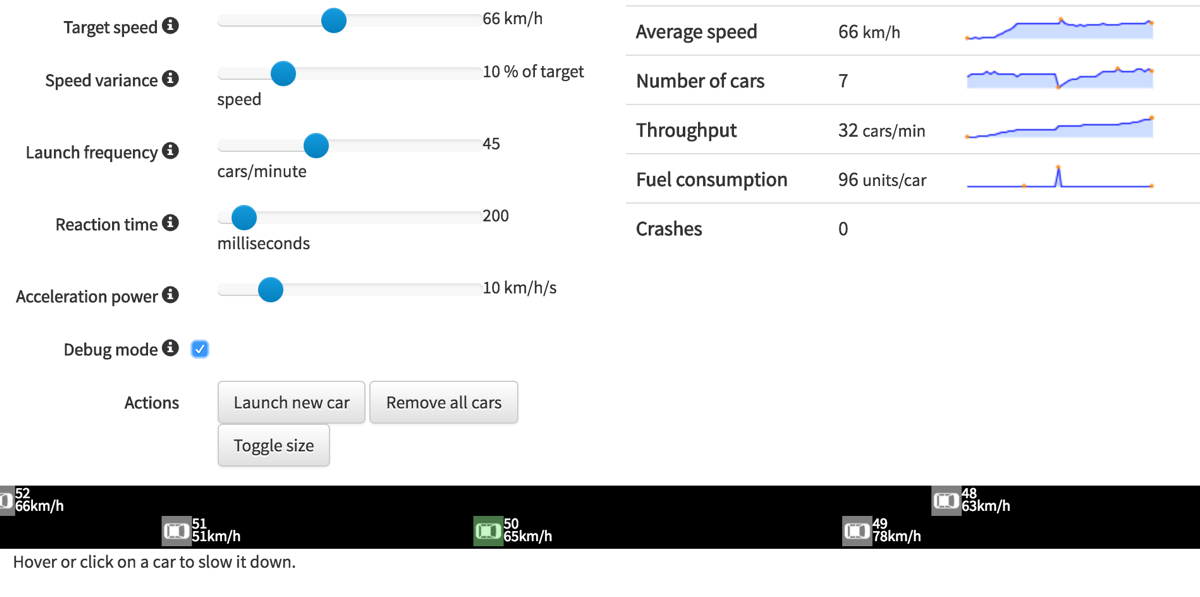 Target speed
66 km/h
Speed variance
10 % of target
speed
Launch frequency
45
cars/minute
Reaction time
200
milliseconds
Acceleration power
10 km/h/s
Debug mode
Actions
Launch new car
Remove all cars
Toggle size
Average speed
66 km/h
Number of cars
7
Throughput
32 cars/min
Fuel consumption
96 units/car
Crashes
0
52
66km/h
51
51km/h
50
65km/h
49
78km/h
48
63km/h
Hover or click on a car to slow it down.